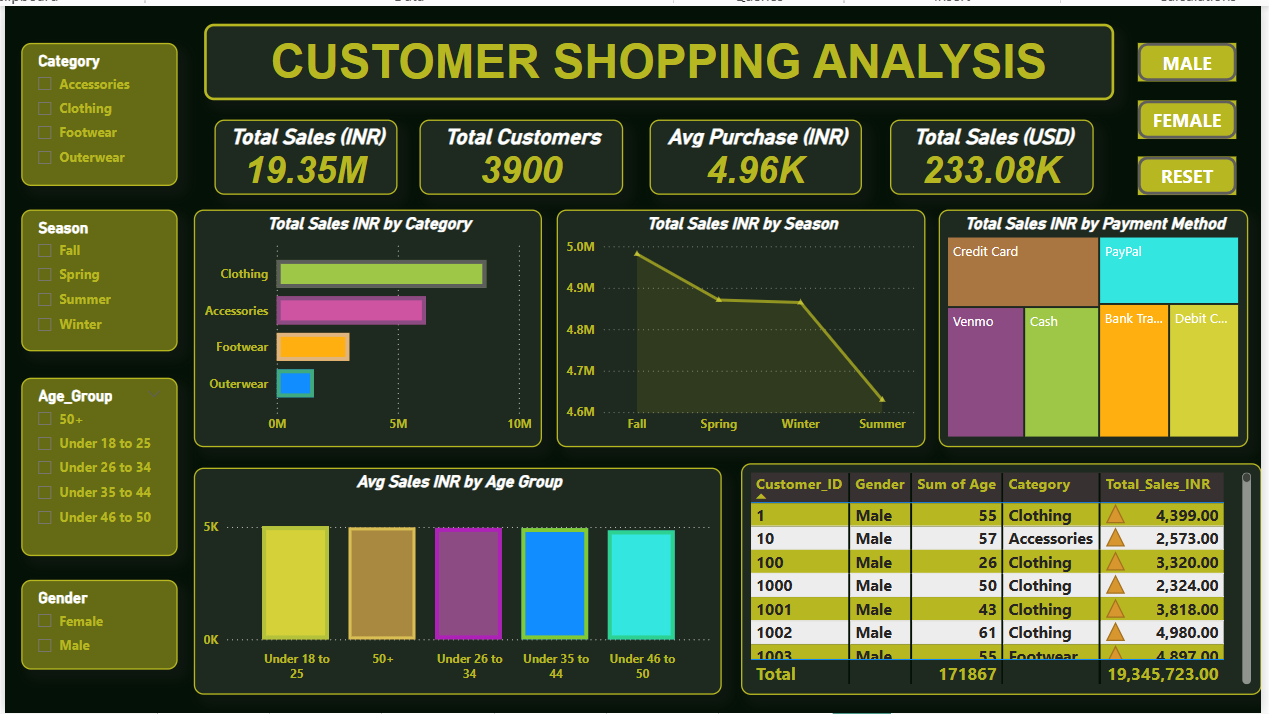 CUSTOMER SHOPPING ANALYSIS
MALE
FEMALE
RESET
Category
Accessories
Clothing
Footwear
Outerwear
Total Sales (INR)
19.35M
Total Customers
3900
Avg Purchase (INR)
4.96K
Total Sales (USD)
233.08K
Season
Fall
Spring
Summer
Winter
Total Sales INR by Category
Clothing
Accessories
Footwear
Outerwear
0M 5M 10M
Total Sales INR by Season
5.0M
4.9M
4.8M
4.7M
4.6M
Fall Spring Winter Summer
Total Sales INR by Payment Method
Credit Card
PayPal
Venmo
Cash
Bank Tra...
Debit C...
Age_Group
50+
Under 18 to 25
Under 26 to 34
Under 35 to 44
Under 46 to 50
Gender
Female
Male
Avg Sales INR by Age Group
5K
0K
Under 18 to
25
50+
Under 26 to
34
Under 35 to
44
Under 46 to
50
Customer_ID Gender Sum of Age Category Total_Sales_INR
1 Male 55 Clothing 4,399.00
10 Male 57 Accessories 2,573.00
100 Male 26 Clothing 3,320.00
1000 Male 50 Clothing 2,324.00
1001 Male 43 Clothing 3,818.00
1002 Male 61 Clothing 4,980.00
1003 Male 55 Footwear 4,897.00
Total 171867 19,345,723.00